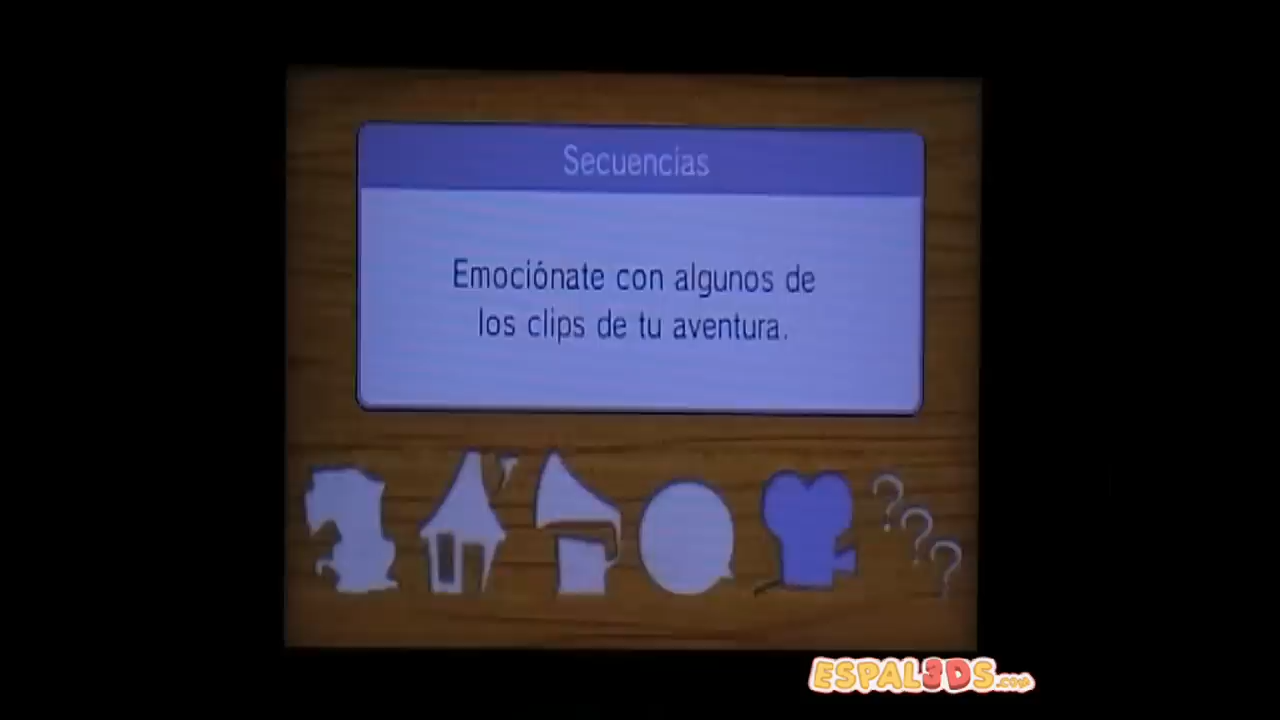 Secuencias
Emociónate con algunos de
los clips de tu aventura.
???
ESPAL3DS.com